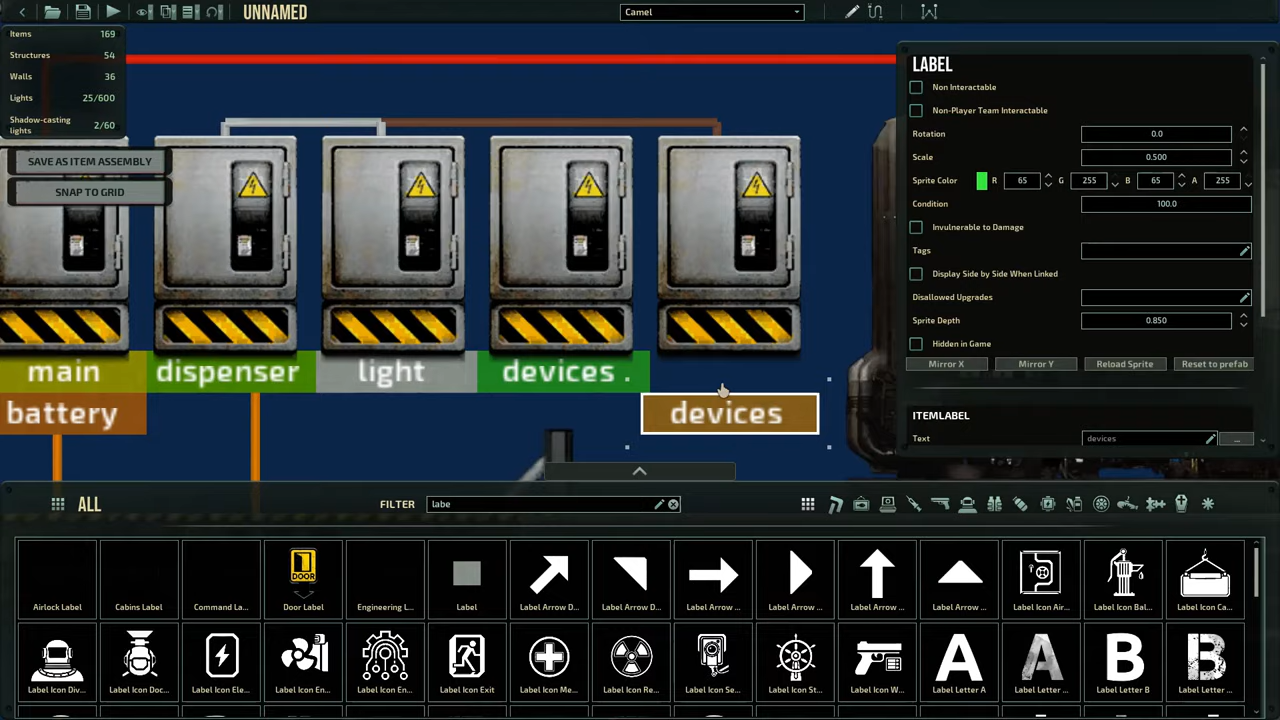 UNNAMED
Camel
Items 169
Structures 54
Walls 36
Lights 25/600
Shadow-casting
lights 2/60
SAVE AS ITEM ASSEMBLY
SNAP TO GRID
main
dispenser
light
devices
battery
devices
LABEL
Non Interactable
Non-Player Team Interactable
Rotation 0.0
Scale 0.500
Sprite Color R 65 G 255 B 65 A 255
Condition 100.0
Invulnerable to Damage
Tags
Display Side by Side When Linked
Disallowed Upgrades
Sprite Depth 0.850
Hidden in Game
Mirror X Mirror Y Reload Sprite Reset to prefab
ITEMLABEL
Text devices ...
ALL
FILTER labe
DOOR
Airlock Label Cabins Label Command La... Door Label Engineering L... Label Label Arrow D... Label Arrow D... Label Arrow ... Label Arrow ... Label Arrow ... Label Arrow ... Label Icon Air... Label Icon Bal... Label Icon Ca...
A A B B
Label Icon Div... Label Icon Doc... Label Icon Ele... Label Icon En... Label Icon En... Label Icon Exit Label Icon Me... Label Icon Re... Label Icon Se... Label Icon St... Label Icon W... Label Letter A Label Letter ... Label Letter B Label Letter ...